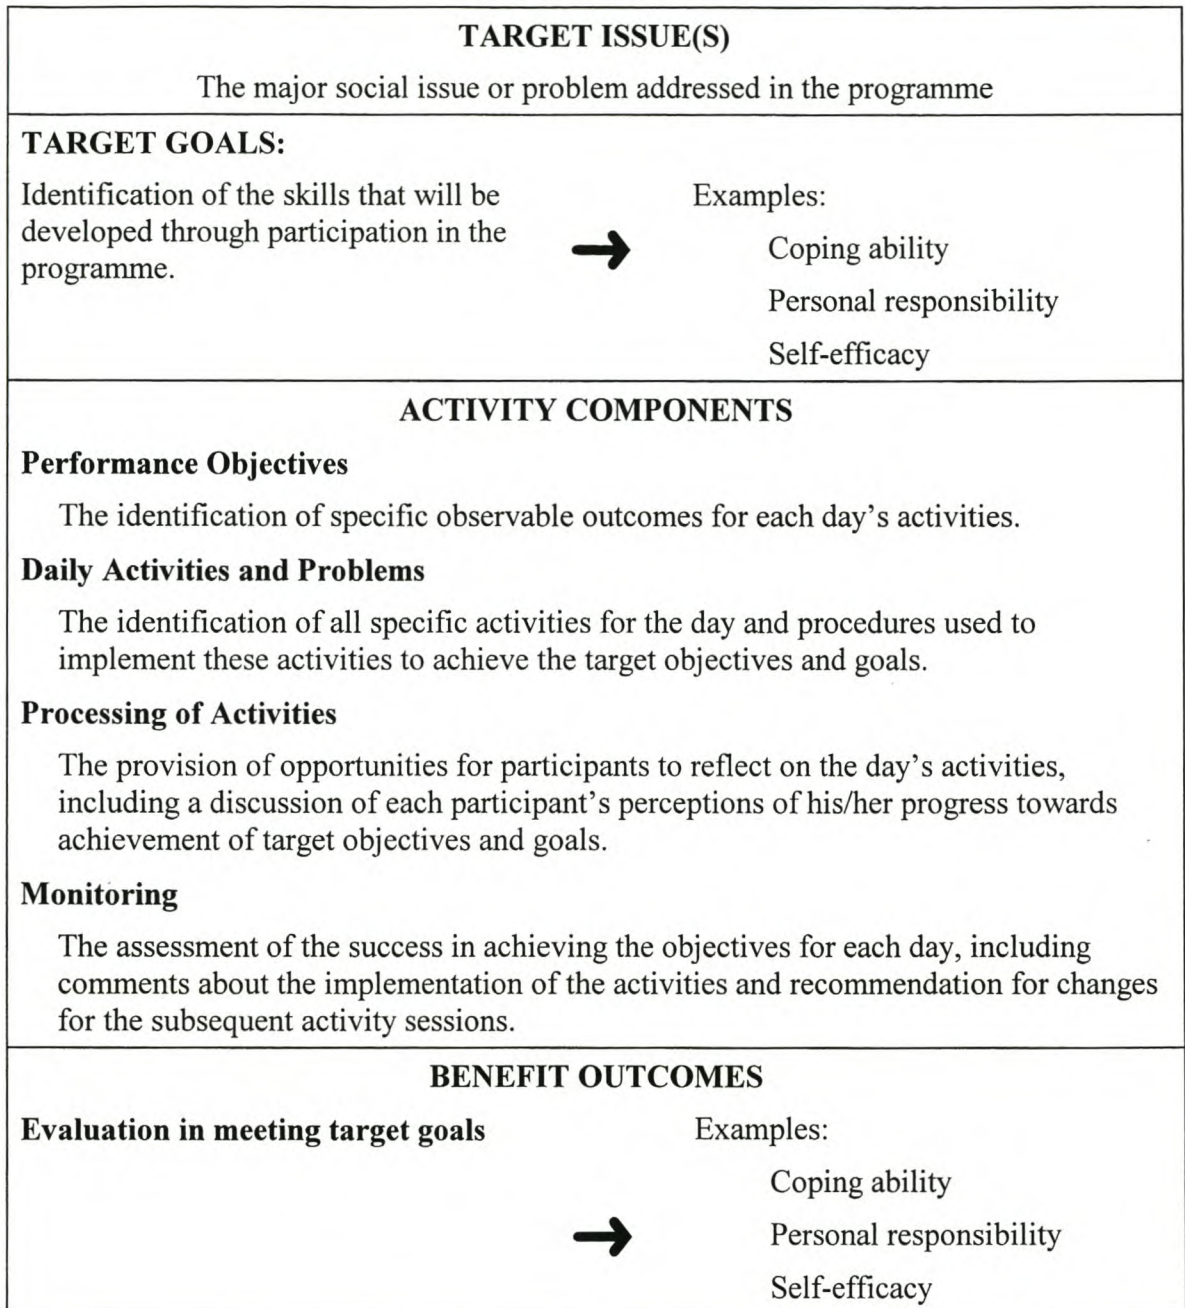 TARGET ISSUE(S)
The major social issue or problem addressed in the programme
TARGET GOALS:
Identification of the skills that will be
developed through participation in the
programme.
Examples:
Coping ability
Personal responsibility
Self-efficacy
ACTIVITY COMPONENTS
Performance Objectives
The identification of specific observable outcomes for each day's activities.
Daily Activities and Problems
The identification of all specific activities for the day and procedures used to
implement these activities to achieve the target objectives and goals.
Processing of Activities
The provision of opportunities for participants to reflect on the day's activities,
including a discussion of each participant's perceptions of his/her progress towards
achievement of target objectives and goals.
Monitoring
The assessment of the success in achieving the objectives for each day, including
comments about the implementation of the activities and recommendation for changes
for the subsequent activity sessions.
BENEFIT OUTCOMES
Evaluation in meeting target goals
Examples:
Coping ability
Personal responsibility
Self-efficacy